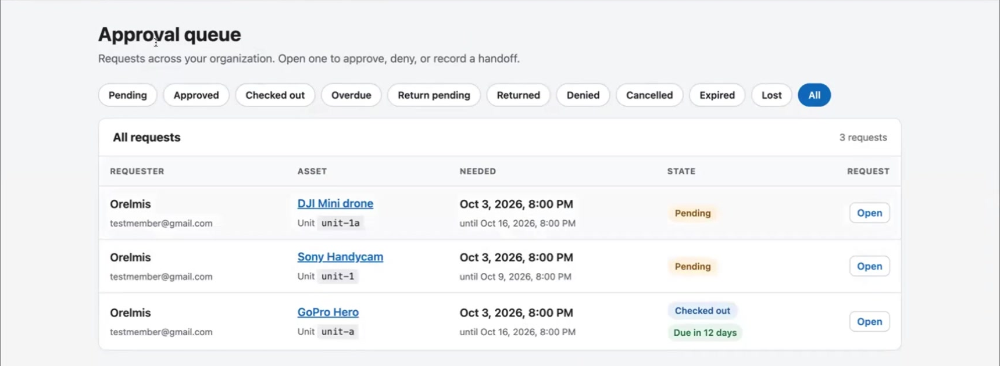 Approval queue
Requests across your organization. Open one to approve, deny, or record a handoff.
Pending Approved Checked out Overdue Return pending Returned Denied Cancelled Expired Lost All
All requests 3 requests
REQUESTER ASSET NEEDED STATE REQUEST
Orelmis DJI Mini drone Oct 3, 2026, 8:00 PM Pending Open
testmember@gmail.com Unit unit-1a until Oct 16, 2026, 8:00 PM
Orelmis Sony Handycam Oct 3, 2026, 8:00 PM Pending Open
testmember@gmail.com Unit unit-1 until Oct 9, 2026, 8:00 PM
Orelmis GoPro Hero Oct 3, 2026, 8:00 PM Checked out Open
testmember@gmail.com Unit unit-a until Oct 16, 2026, 8:00 PM Due in 12 days